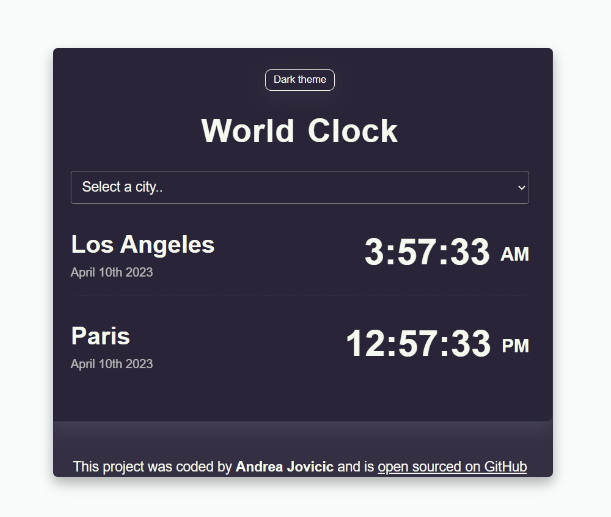 Dark theme
World Clock
Select a city..
Los Angeles 3:57:33 AM
April 10th 2023
Paris 12:57:33 PM
April 10th 2023
This project was coded by Andrea Jovicic and is open sourced on GitHub